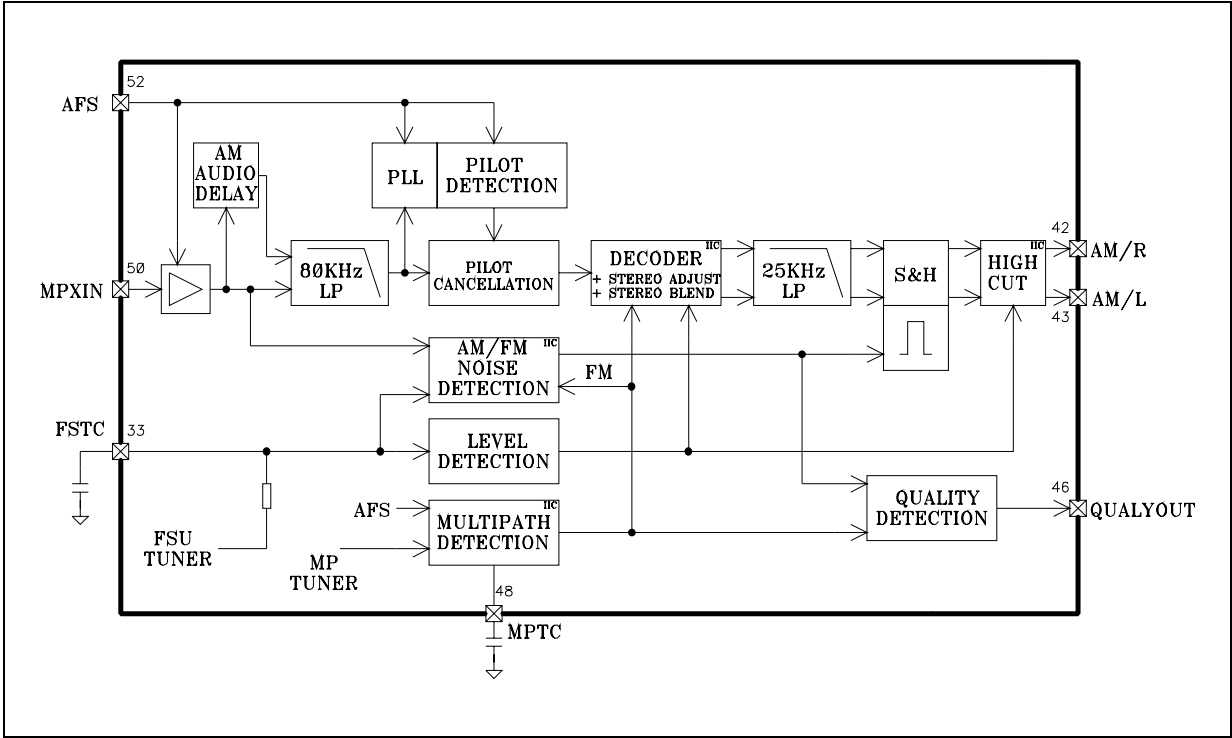 52
AFS
AM
AUDIO
DELAY
PLL
PILOT
DETECTION
50
MPXIN
80KHz
LP
PILOT
CANCELLATION
IIC
DECODER
+ STEREO ADJUST
+ STEREO BLEND
25KHz
LP
S&H
IIC
HIGH
CUT
42
AM/R
AM/L
43
IIC
AM/FM
NOISE
DETECTION
FM
FSTC
33
LEVEL
DETECTION
AFS
IIC
MULTIPATH
DETECTION
QUALITY
DETECTION
46
QUALYOUT
FSU
TUNER
MP
TUNER
48
MPTC